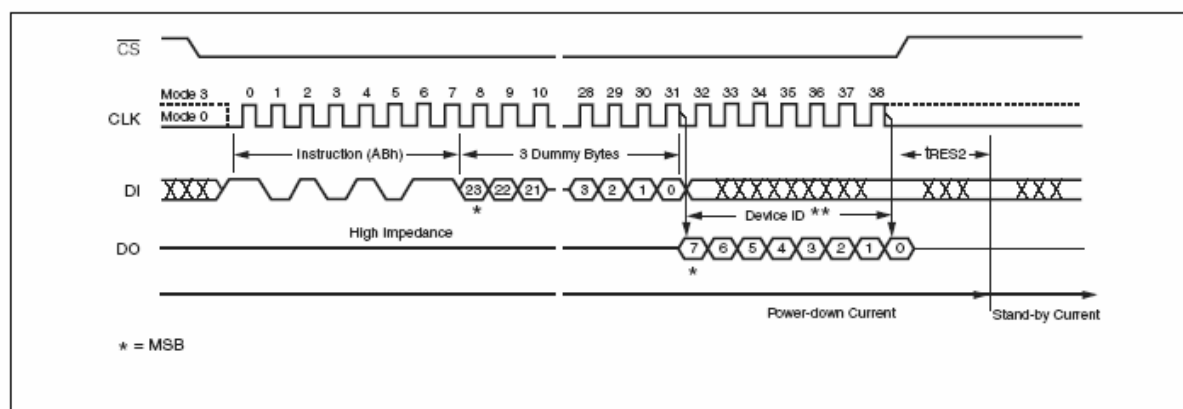 CS
Mode 3
0 1 2 3 4 5 6 7 8 9 10 28 29 30 31 32 33 34 35 36 37 38
CLK
Mode 0
Instruction (ABh)
3 Dummy Bytes
tRES2
DI
23 22 21 3 2 1 0
*
Device ID **
High Impedance
DO
7 6 5 4 3 2 1 0
*
Power-down Current
Stand-by Current
* = MSB